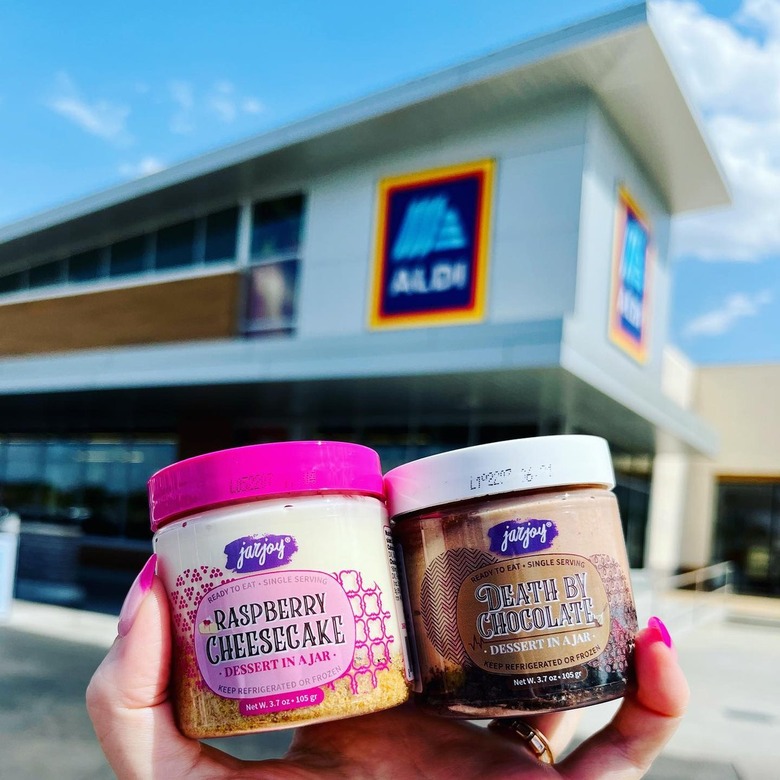 ALDI
ALDI
jarjoy®
READY TO EAT • SINGLE SERVING
RASPBERRY
CHEESECAKE
• DESSERT IN A JAR •
KEEP REFRIGERATED OR FROZEN
Net W. 3.7 oz • 105 gr
jarjoy®
READY TO EAT • SINGLE SERVING
DEATH BY
CHOCOLATE
• DESSERT IN A JAR •
KEEP REFRIGERATED OR FROZEN
Net W. 3.7 oz • 105 gr